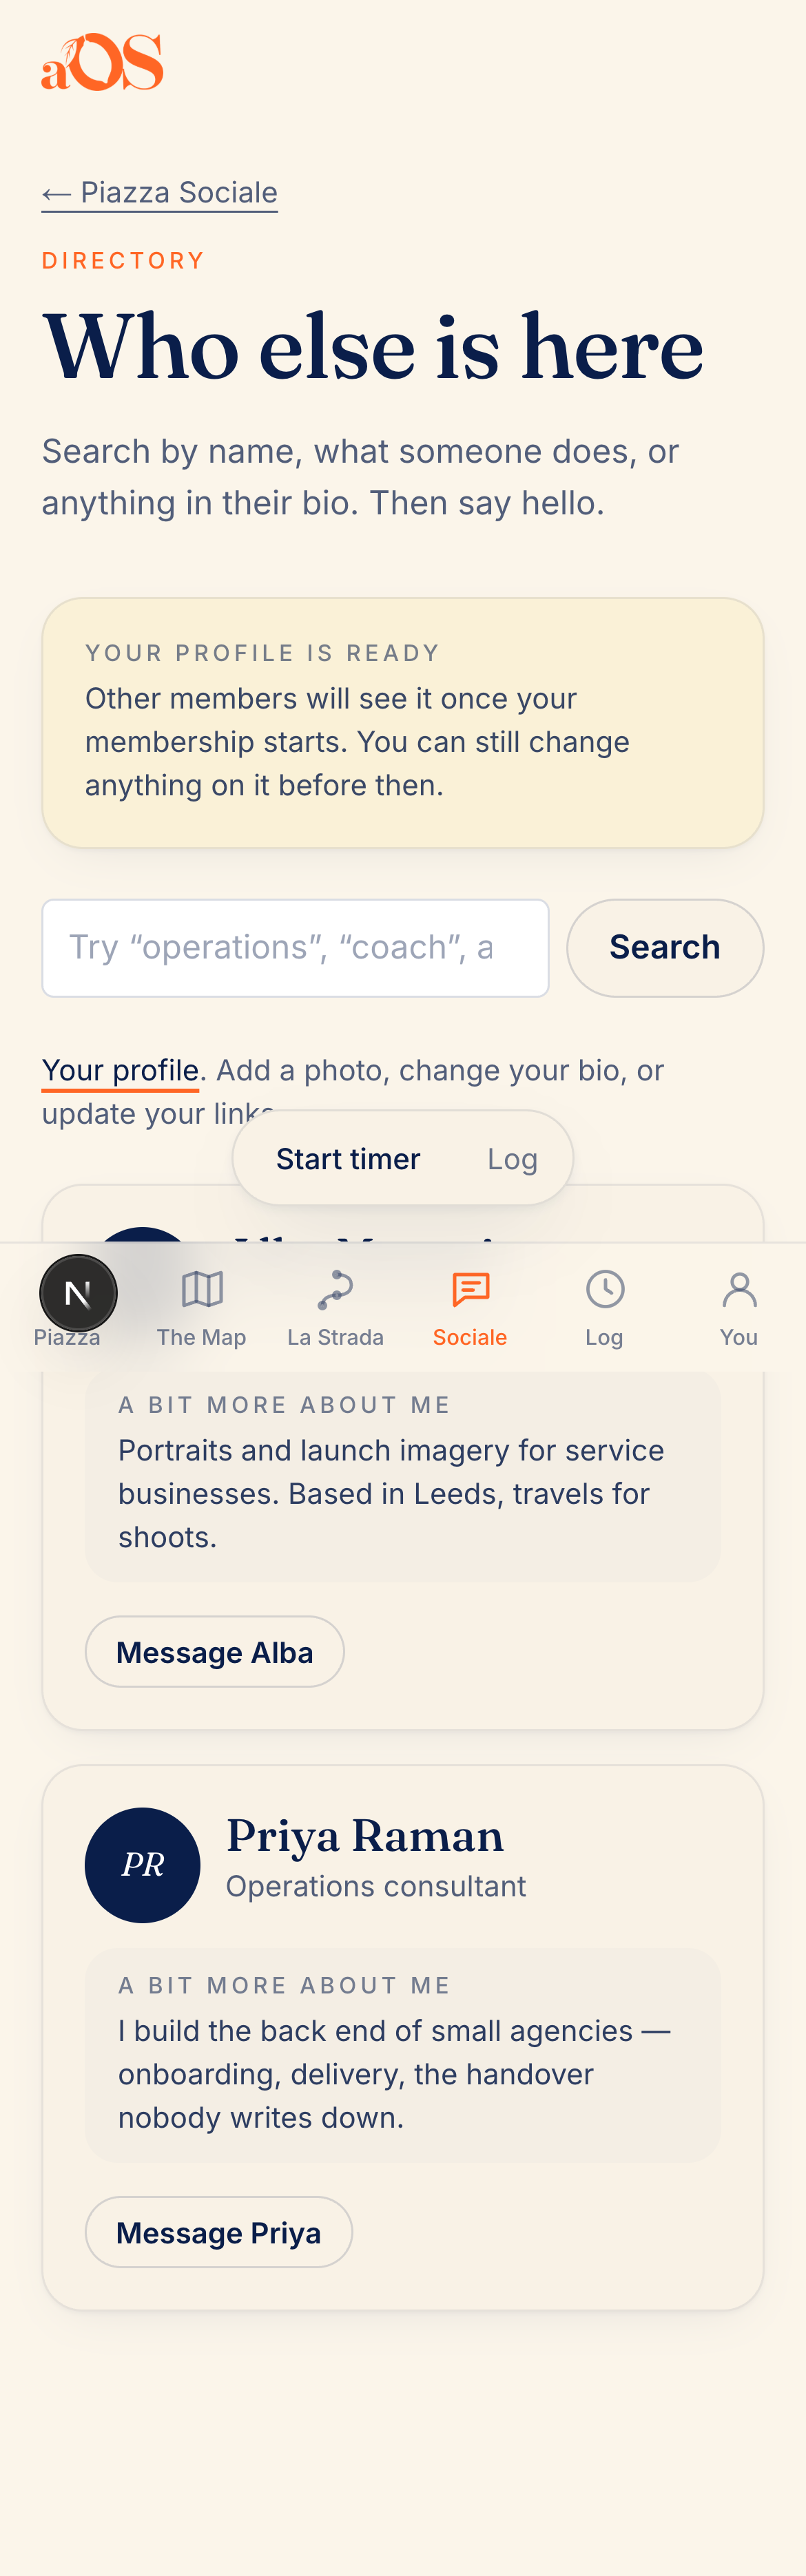 aOS
← Piazza Sociale
DIRECTORY
Who else is here
Search by name, what someone does, or
anything in their bio. Then say hello.
YOUR PROFILE IS READY
Other members will see it once your
membership starts. You can still change
anything on it before then.
Try “operations”, “coach”, a
Search
Your profile. Add a photo, change your bio, or
update your links
Start timer
Log
N
Piazza
The Map
La Strada
Sociale
Log
You
A BIT MORE ABOUT ME
Portraits and launch imagery for service
businesses. Based in Leeds, travels for
shoots.
Message Alba
PR
Priya Raman
Operations consultant
A BIT MORE ABOUT ME
I build the back end of small agencies —
onboarding, delivery, the handover
nobody writes down.
Message Priya